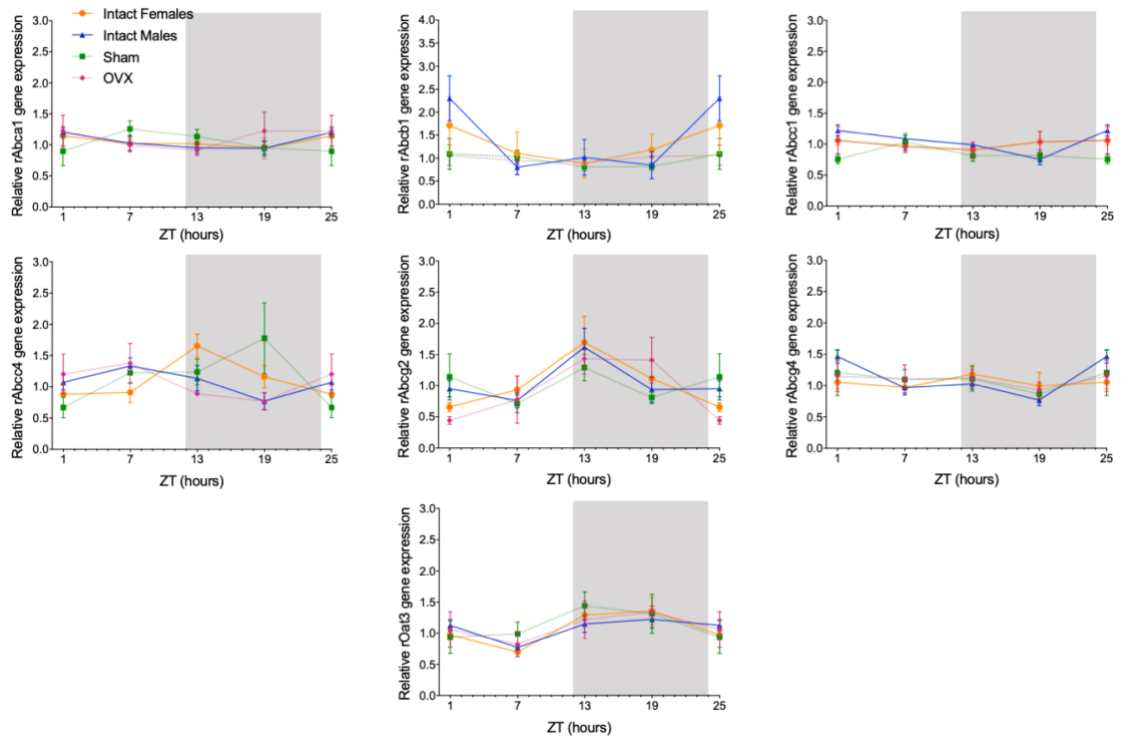 Intact Females
Intact Males
Sham
OVX
Relative rAbca1 gene expression
3.0
2.5
2.0
1.5
1.0
0.5
0.0
1 7 13 19 25
ZT (hours)
Relative rAbcb1 gene expression
4.0
3.5
3.0
2.5
2.0
1.5
1.0
0.5
0.0
1 7 13 19 25
ZT (hours)
Relative rAbcc1 gene expression
3.0
2.5
2.0
1.5
1.0
0.5
0.0
1 7 13 19 25
ZT (hours)
Relative rAbcc4 gene expression
3.0
2.5
2.0
1.5
1.0
0.5
0.0
1 7 13 19 25
ZT (hours)
Relative rAbcg2 gene expression
3.0
2.5
2.0
1.5
1.0
0.5
0.0
1 7 13 19 25
ZT (hours)
Relative rAbcg4 gene expression
3.0
2.5
2.0
1.5
1.0
0.5
0.0
1 7 13 19 25
ZT (hours)
Relative rOat3 gene expression
3.0
2.5
2.0
1.5
1.0
0.5
0.0
1 7 13 19 25
ZT (hours)